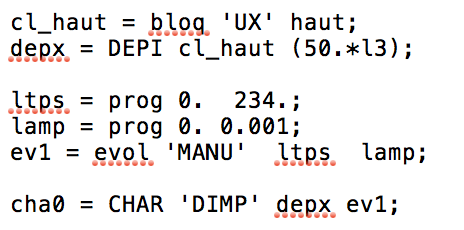 cl_haut = bloq 'UX' haut;
depx = DEPI cl_haut (50.*l3);
ltps = prog 0.  234.;
lamp = prog 0. 0.001;
ev1 = evol 'MANU'  ltps  lamp;
cha0 = CHAR 'DIMP' depx ev1;